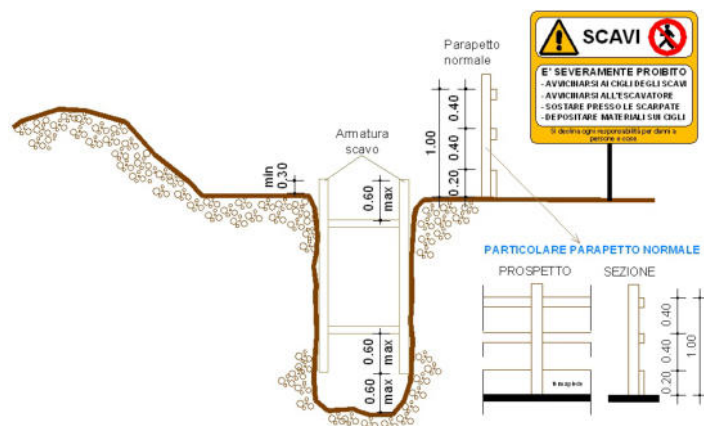 SCAVI
E' SEVERAMENTE PROIBITO
- AVVICINARSI AI CIGLI DEGLI SCAVI
- AVVICINARSI ALL'ESCAVATORE
- SOSTARE PRESSO LE SCARPATE
- DEPOSITARE MATERIALI SUI CIGLI
Si declina ogni responsabilità per danni a
persone e cose
Parapetto
normale
0.40
0.40
0.20
1.00
Armatura
scavo
min
0.30
0.60
max
0.60
max
0.60
max
PARTICOLARE PARAPETTO NORMALE
PROSPETTO
SEZIONE
0.40
0.40
0.20
1.00